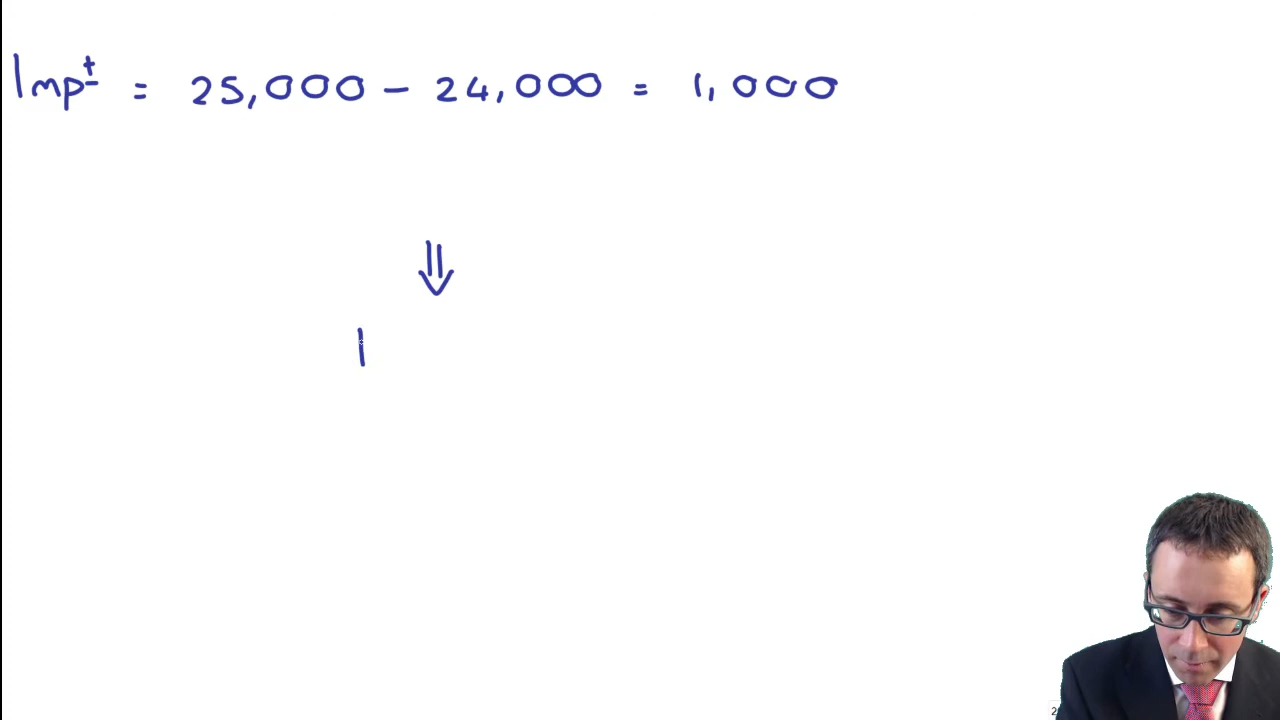 Impt = 25,000 - 24,000 = 1,000
⇓